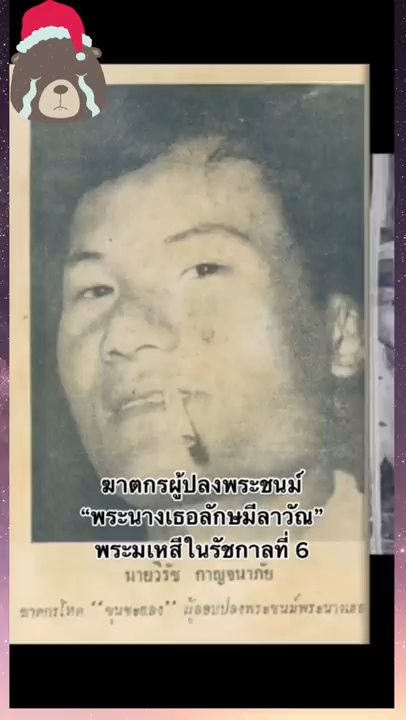 ฆาตกรผู้ปลงพระชนม์
“พระนางเธอลักษมีลาวัณ”
พระมเหสีในรัชกาลที่ 6
นายวิรัช กาญจนาภัย
ฆาตกรโหด “ขุนชะแลง” ผู้ลอบปลงพระชนม์พระนางเธอ